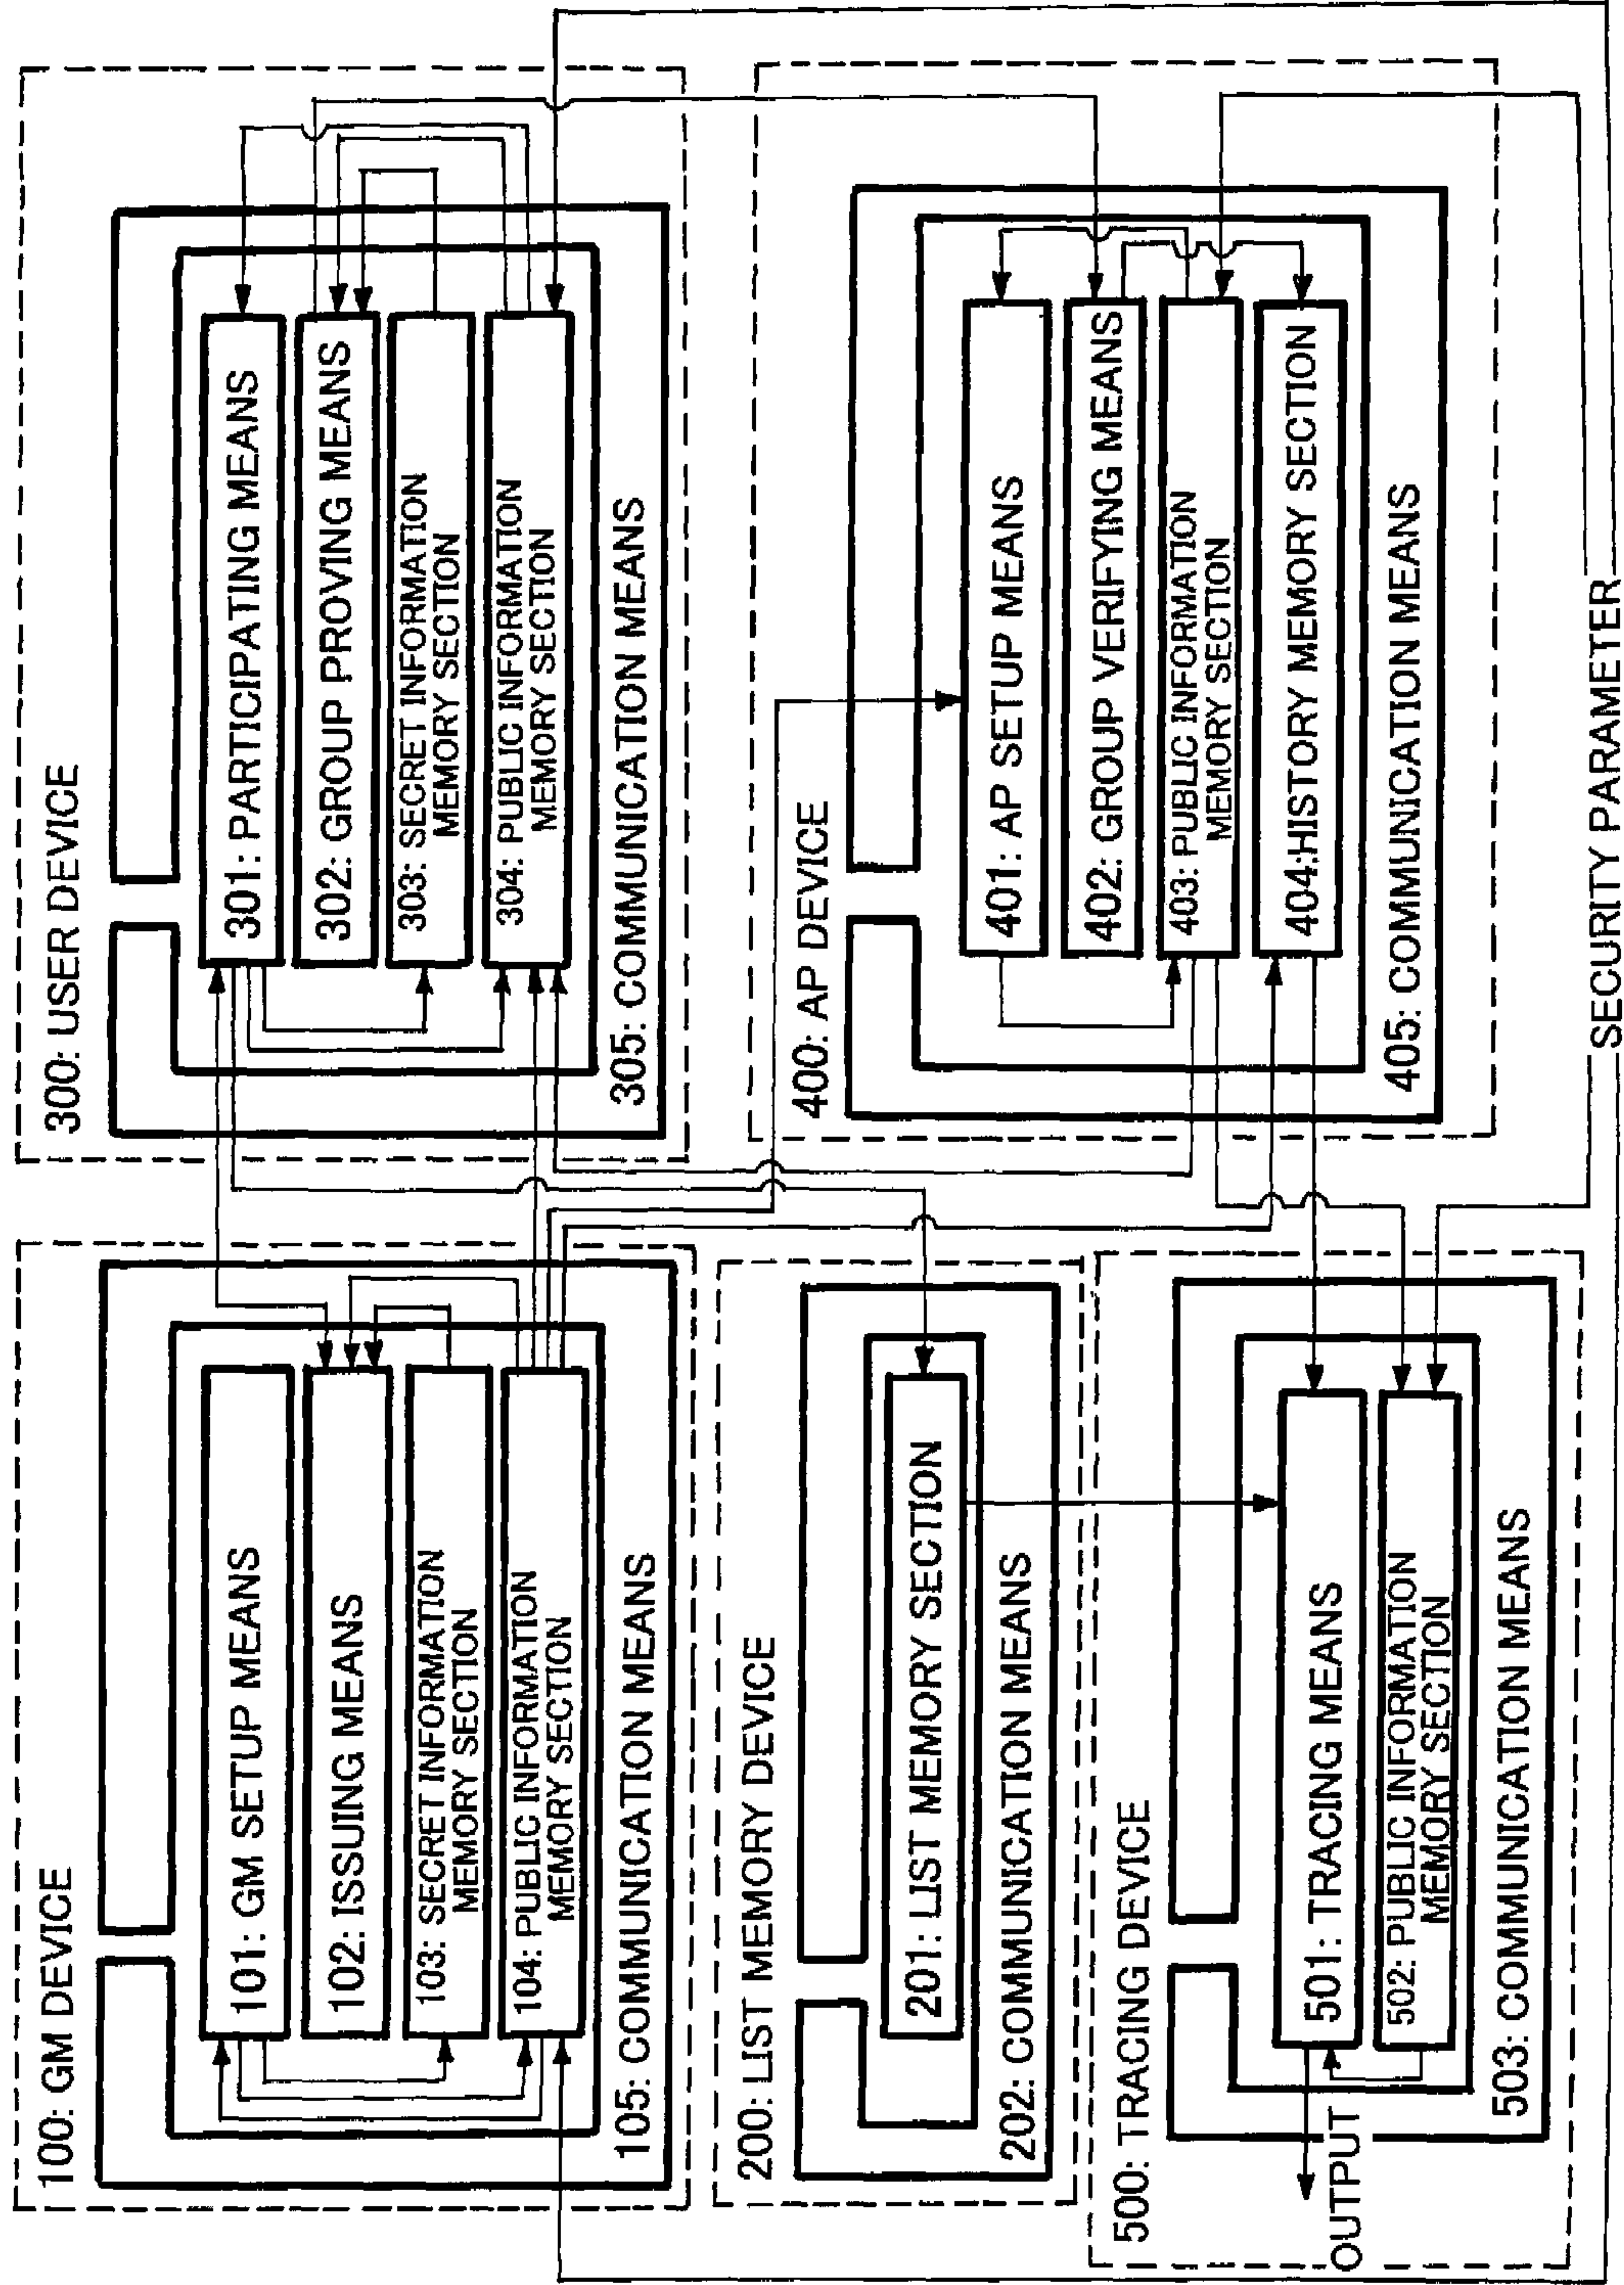 100: GM DEVICE
101: GM SETUP MEANS
102: ISSUING MEANS
103: SECRET INFORMATION
MEMORY SECTION
104: PUBLIC INFORMATION
MEMORY SECTION
105: COMMUNICATION MEANS
200: LIST MEMORY DEVICE
201: LIST MEMORY SECTION
202: COMMUNICATION MEANS
500: TRACING DEVICE
501: TRACING MEANS
502: PUBLIC INFORMATION
MEMORY SECTION
503: COMMUNICATION MEANS
OUTPUT
300: USER DEVICE
301: PARTICIPATING MEANS
302: GROUP PROVING MEANS
303: SECRET INFORMATION
MEMORY SECTION
304: PUBLIC INFORMATION
MEMORY SECTION
305: COMMUNICATION MEANS
400: AP DEVICE
401: AP SETUP MEANS
402: GROUP VERIFYING MEANS
403: PUBLIC INFORMATION
MEMORY SECTION
404:HISTORY MEMORY SECTION
405: COMMUNICATION MEANS
SECURITY PARAMETER